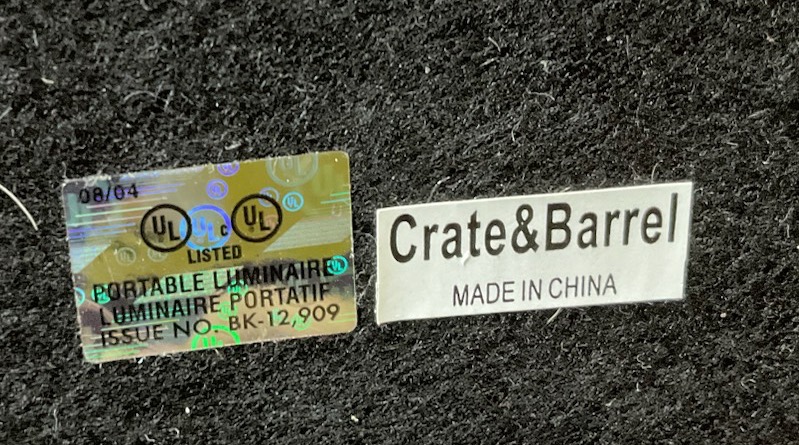 08/04
UL c UL
LISTED
PORTABLE LUMINAIRE
LUMINAIRE PORTATIF
ISSUE NO. BK-12,909
Crate&Barrel
MADE IN CHINA